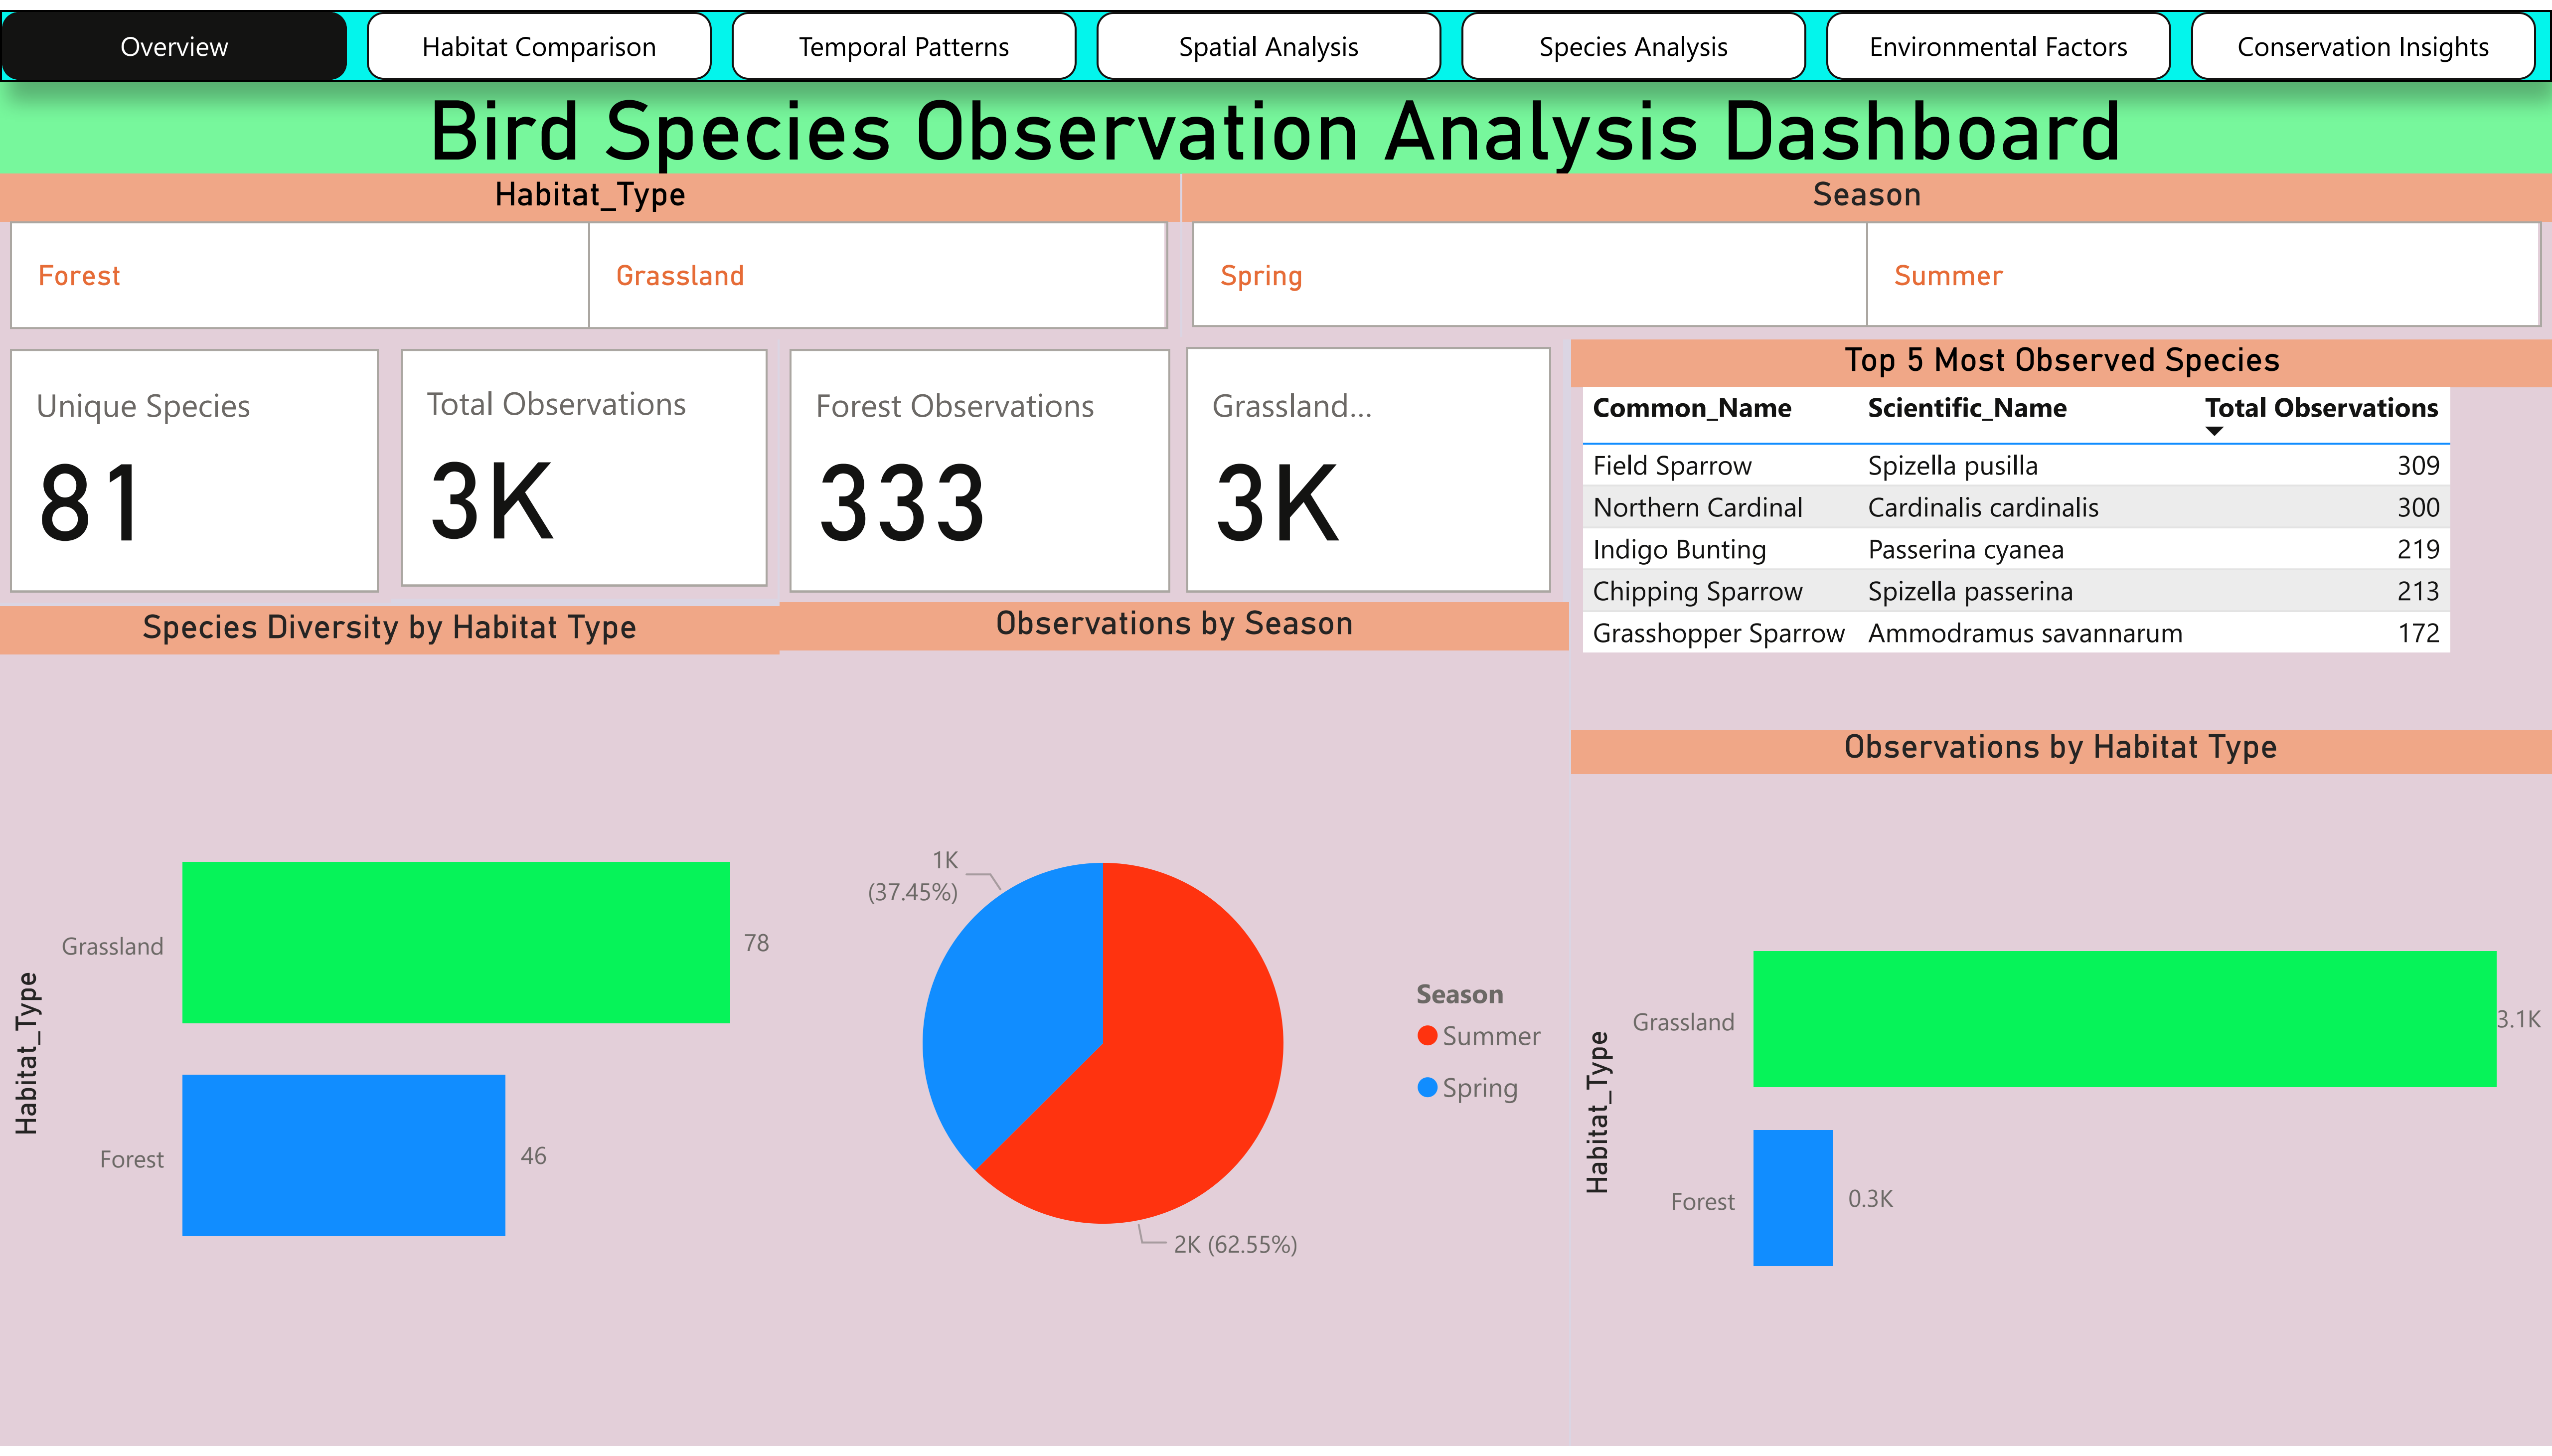 Overview
Habitat Comparison
Temporal Patterns
Spatial Analysis
Species Analysis
Environmental Factors
Conservation Insights
Bird Species Observation Analysis Dashboard
Habitat_Type
Season
Forest
Grassland
Spring
Summer
Unique Species
81
Total Observations
3K
Forest Observations
333
Grassland...
3K
Top 5 Most Observed Species
Common_Name Scientific_Name Total Observations
Field Sparrow Spizella pusilla 309
Northern Cardinal Cardinalis cardinalis 300
Indigo Bunting Passerina cyanea 219
Chipping Sparrow Spizella passerina 213
Grasshopper Sparrow Ammodramus savannarum 172
Species Diversity by Habitat Type
Habitat_Type
Grassland
78
Forest
46
Observations by Season
1K
(37.45%)
2K (62.55%)
Season
Summer
Spring
Observations by Habitat Type
Habitat_Type
Grassland
3.1K
Forest
0.3K